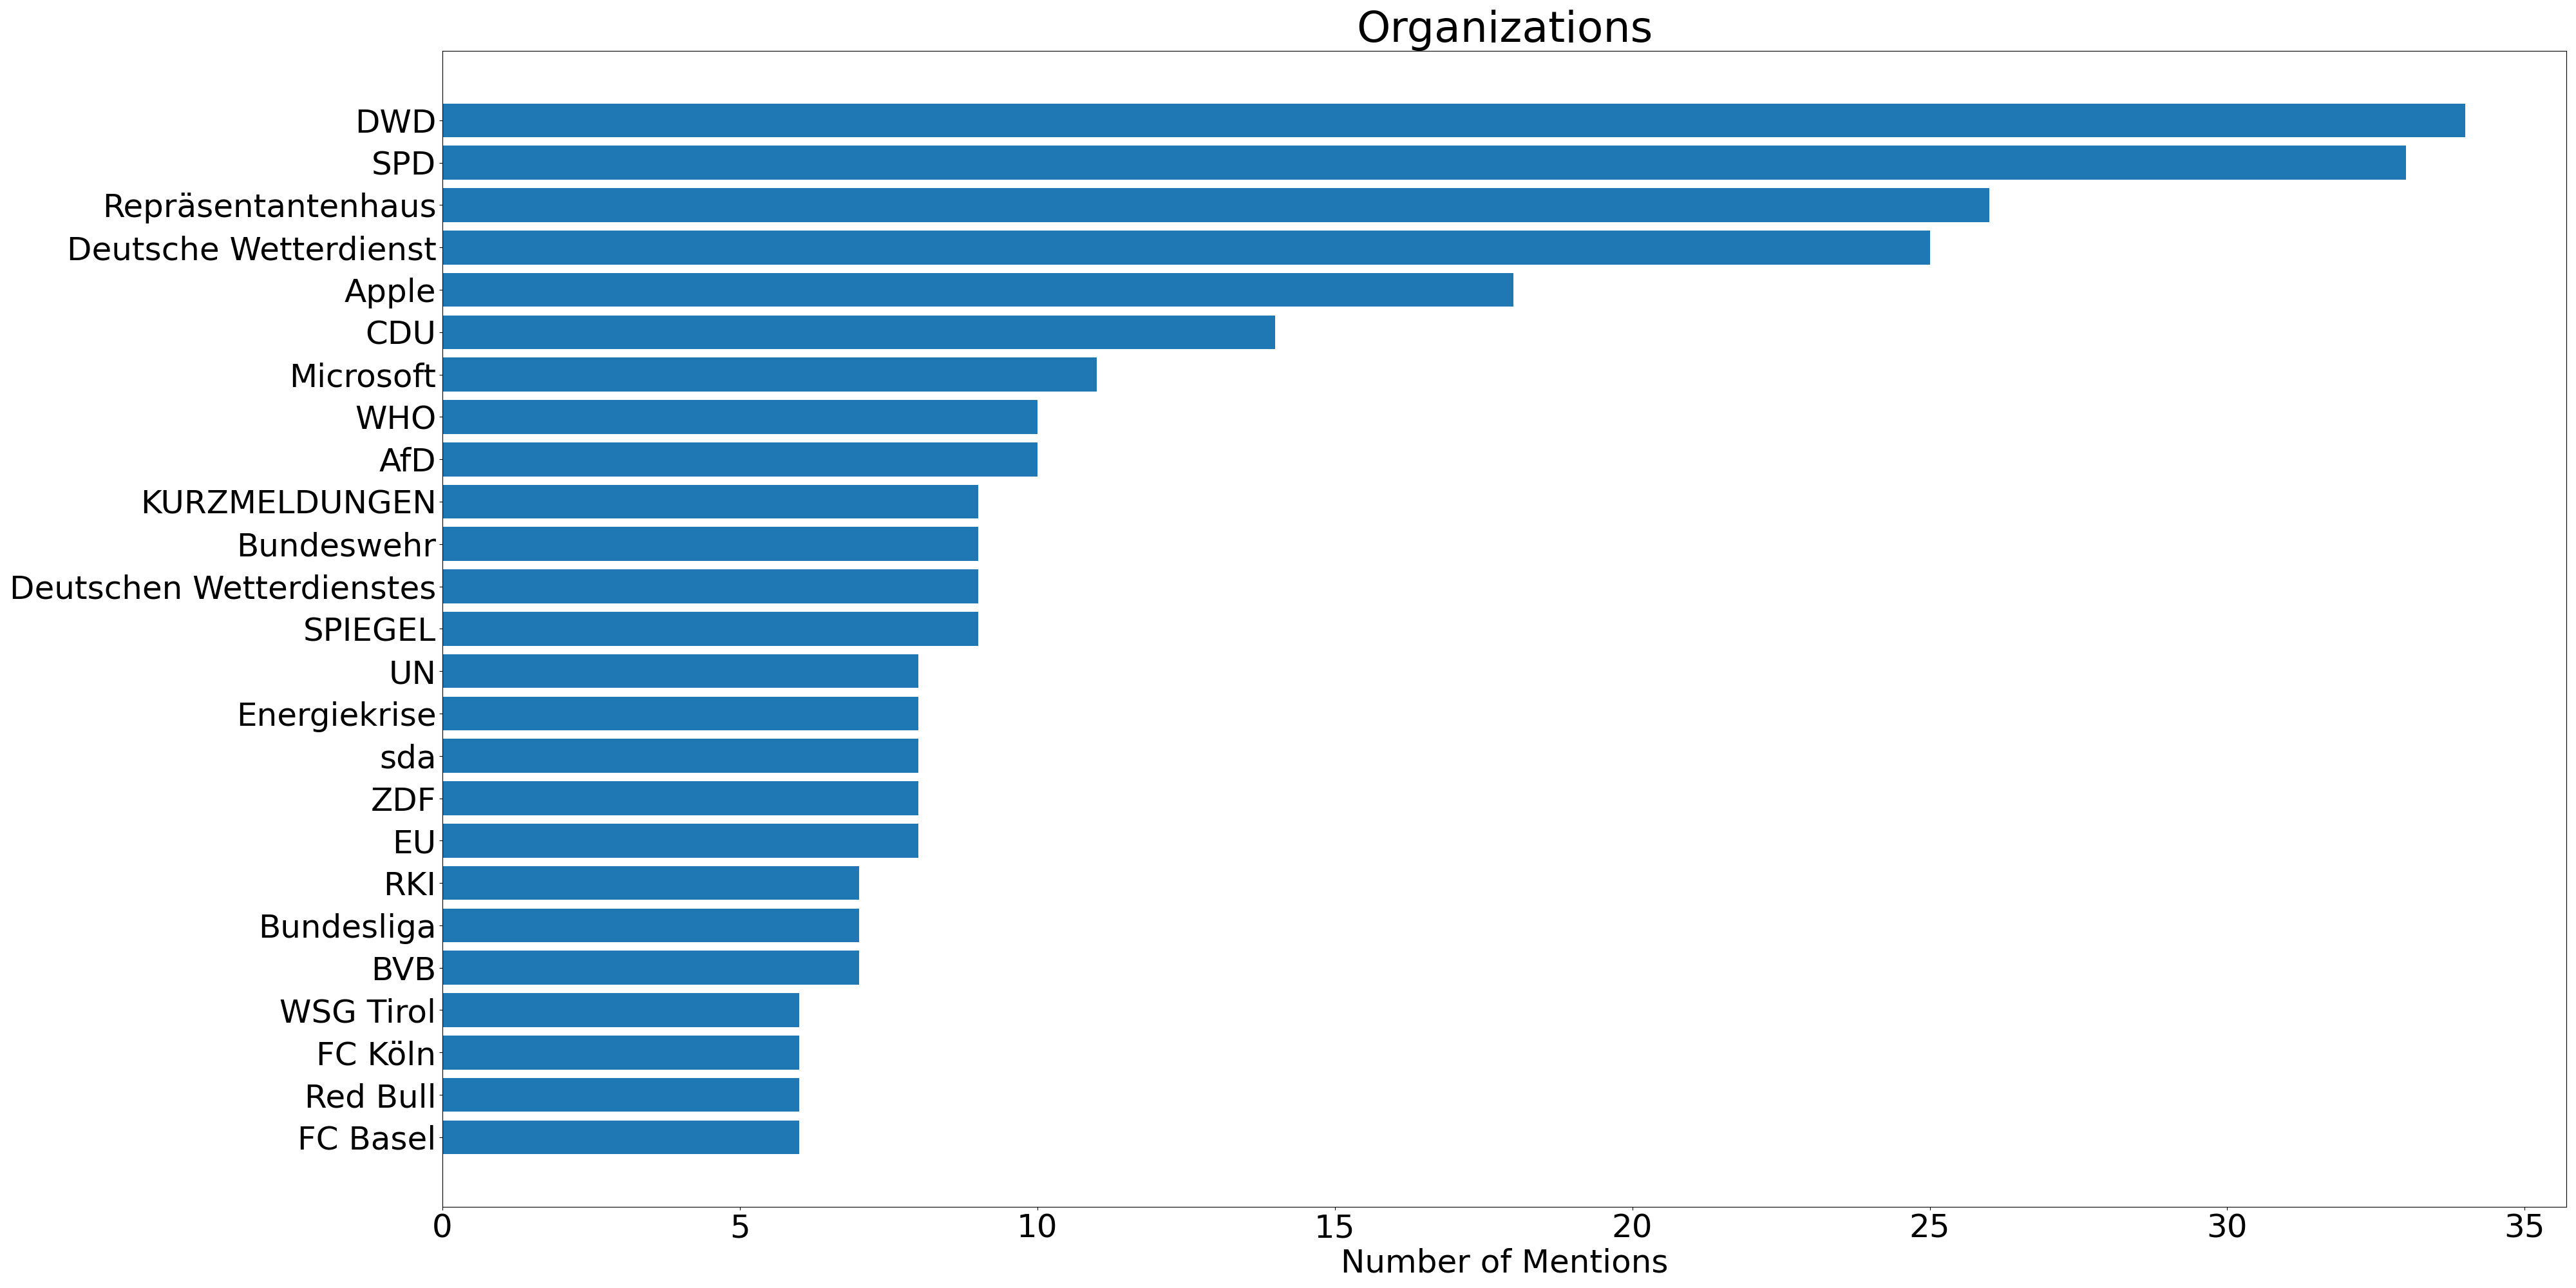 Organizations
DWD
SPD
Repräsentantenhaus
Deutsche Wetterdienst
Apple
CDU
Microsoft
WHO
AfD
KURZMELDUNGEN
Bundeswehr
Deutschen Wetterdienstes
SPIEGEL
UN
Energiekrise
sda
ZDF
EU
RKI
Bundesliga
BVB
WSG Tirol
FC Köln
Red Bull
FC Basel
0 5 10 15 20 25 30 35
Number of Mentions